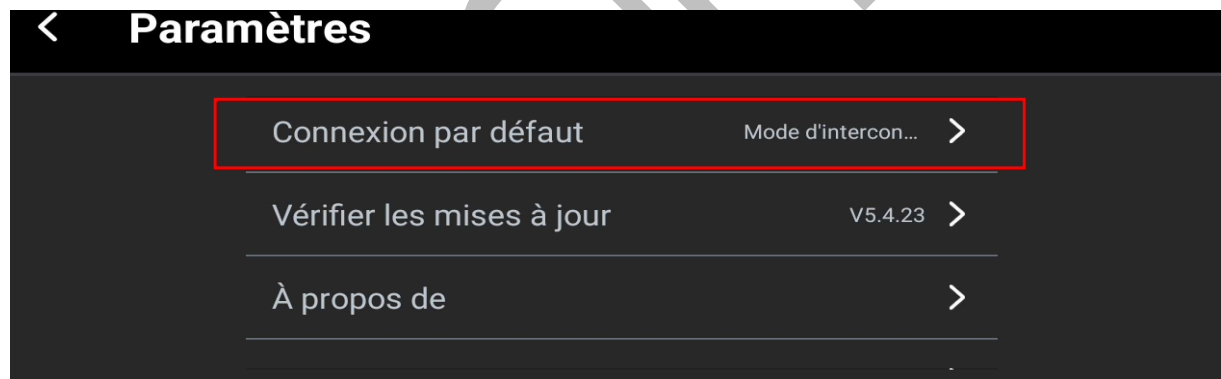 Paramètres
Connexion par défaut Mode d'intercon...
Vérifier les mises à jour V5.4.23
À propos de